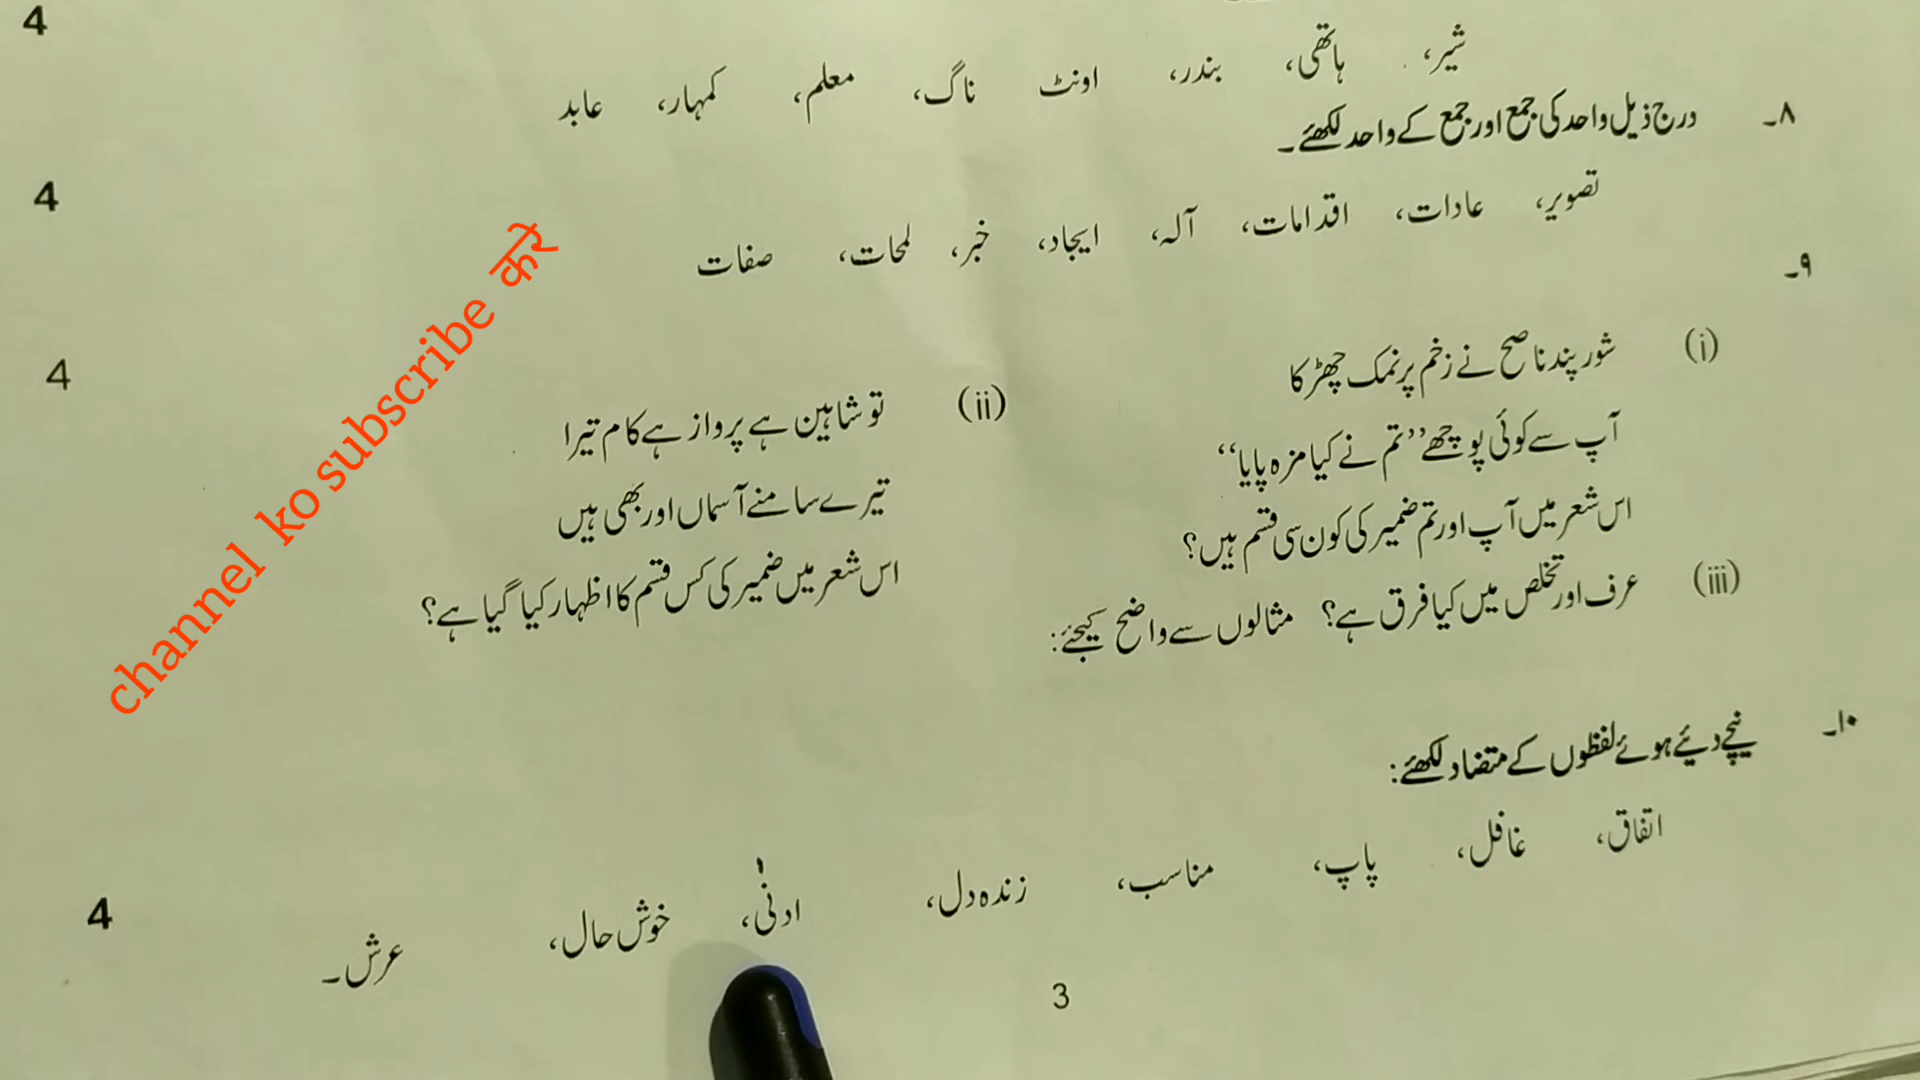 4
شیر، ہاتھی، بندر، اونٹ ناگ، معلم، کمہار، عابد
۸۔ درج ذیل واحد کی جمع اور جمع کے واحد لکھئے۔
4
تصویر، عادات، اقدامات، آلہ، ایجاد، خبر، لمحات، صفات
۹۔
4
(i) شور پند ناصح نے زخم پر نمک چھڑکا
آپ سے کوئی پوچھے ’’تم نے کیا مزہ پایا‘‘
اس شعر میں آپ اور تم ضمیر کی کون سی قسم ہیں؟
(ii) تو شاہین ہے پرواز ہے کام تیرا
تیرے سامنے آسماں اور بھی ہیں
اس شعر میں ضمیر کی کس قسم کا اظہار کیا گیا ہے؟
(iii) عرف اور تخلص میں کیا فرق ہے؟ مثالوں سے واضح کیجئے:
۱۰۔ نیچے دیئے ہوئے لفظوں کے متضاد لکھئے:
اتفاق، غافل، پاپ، مناسب، زندہ دل، ادنیٰ، خوش حال، عرش۔
4
3
channel ko subscribe करे